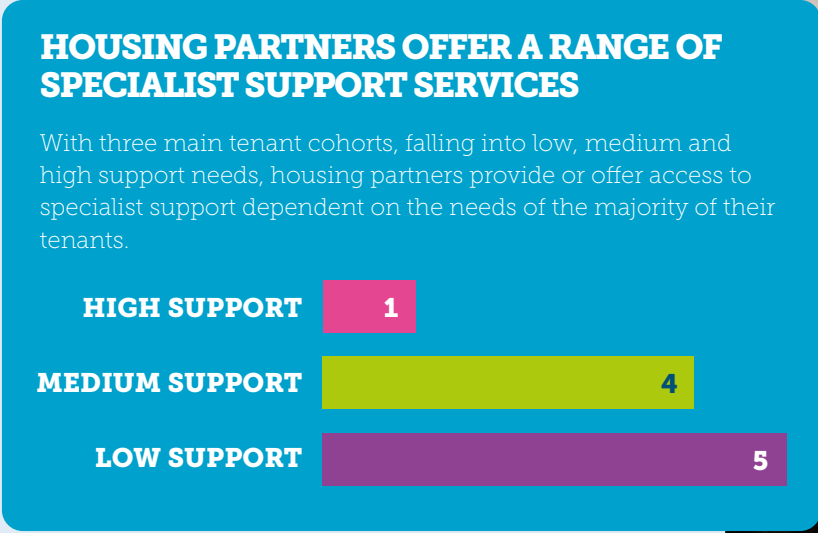 HOUSING PARTNERS OFFER A RANGE OF
SPECIALIST SUPPORT SERVICES
With three main tenant cohorts, falling into low, medium and
high support needs, housing partners provide or offer access to
specialist support dependent on the needs of the majority of their
tenants.
HIGH SUPPORT 1
MEDIUM SUPPORT 4
LOW SUPPORT 5